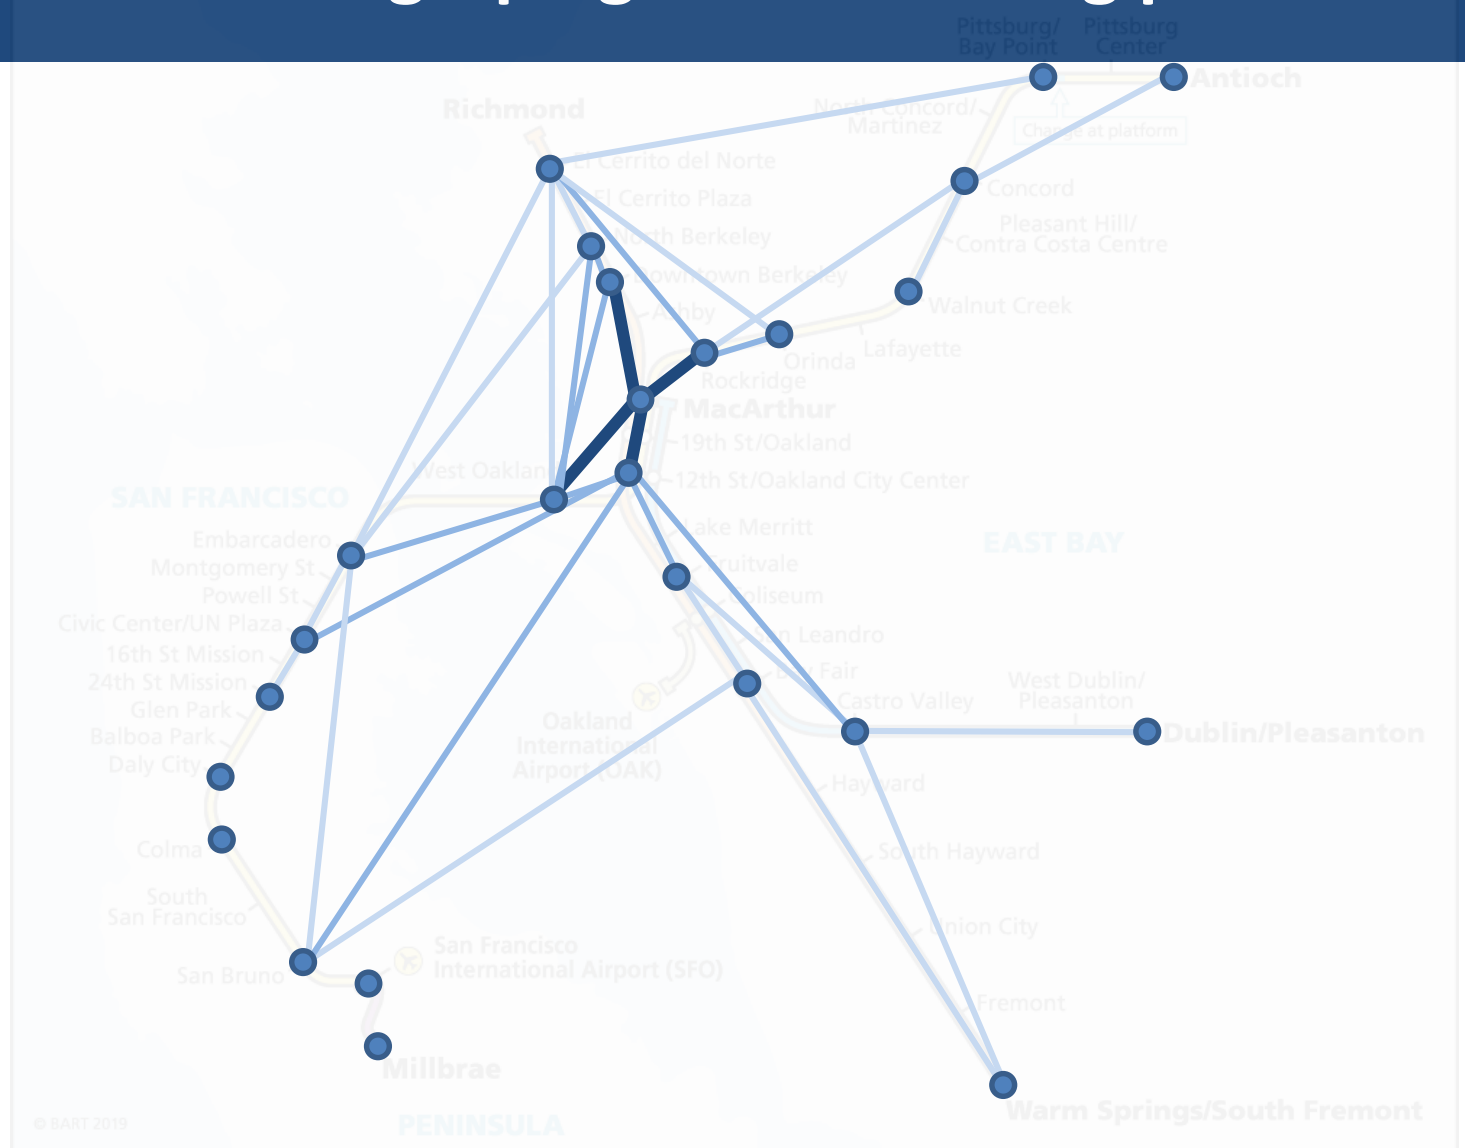 Pittsburg/
Bay Point
Pittsburg
Center
Antioch
Richmond
North Concord/
Martinez
Change at platform
El Cerrito del Norte
Concord
El Cerrito Plaza
Pleasant Hill/
Contra Costa Centre
North Berkeley
Downtown Berkeley
Walnut Creek
Ashby
Lafayette
Orinda
Rockridge
MacArthur
19th St/Oakland
West Oakland
12th St/Oakland City Center
SAN FRANCISCO
Lake Merritt
EAST BAY
Embarcadero
Montgomery St
Fruitvale
Powell St
Coliseum
Civic Center/UN Plaza
San Leandro
16th St Mission
Bay Fair
24th St Mission
West Dublin/
Pleasanton
Castro Valley
Glen Park
Oakland
International
Airport (OAK)
Balboa Park
Dublin/Pleasanton
Daly City
Hayward
Colma
South Hayward
South
San Francisco
Union City
San Francisco
International Airport (SFO)
San Bruno
Fremont
Millbrae
Warm Springs/South Fremont
© BART 2019
PENINSULA